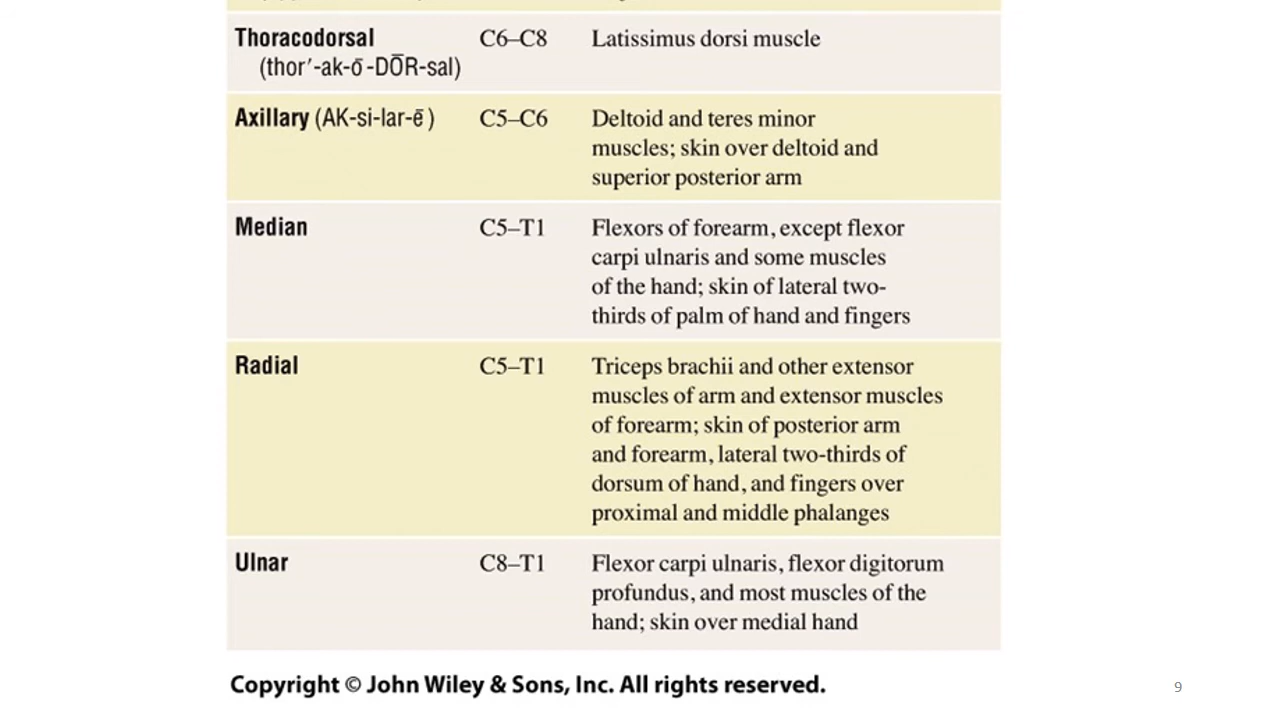 Thoracodorsal C6–C8 Latissimus dorsi muscle
(thor′-ak-ō-DŌR-sal)
Axillary (AK-si-lar-ē) C5–C6 Deltoid and teres minor
muscles; skin over deltoid and
superior posterior arm
Median C5–T1 Flexors of forearm, except flexor
carpi ulnaris and some muscles
of the hand; skin of lateral two-
thirds of palm of hand and fingers
Radial C5–T1 Triceps brachii and other extensor
muscles of arm and extensor muscles
of forearm; skin of posterior arm
and forearm, lateral two-thirds of
dorsum of hand, and fingers over
proximal and middle phalanges
Ulnar C8–T1 Flexor carpi ulnaris, flexor digitorum
profundus, and most muscles of the
hand; skin over medial hand
Copyright © John Wiley & Sons, Inc. All rights reserved.
9